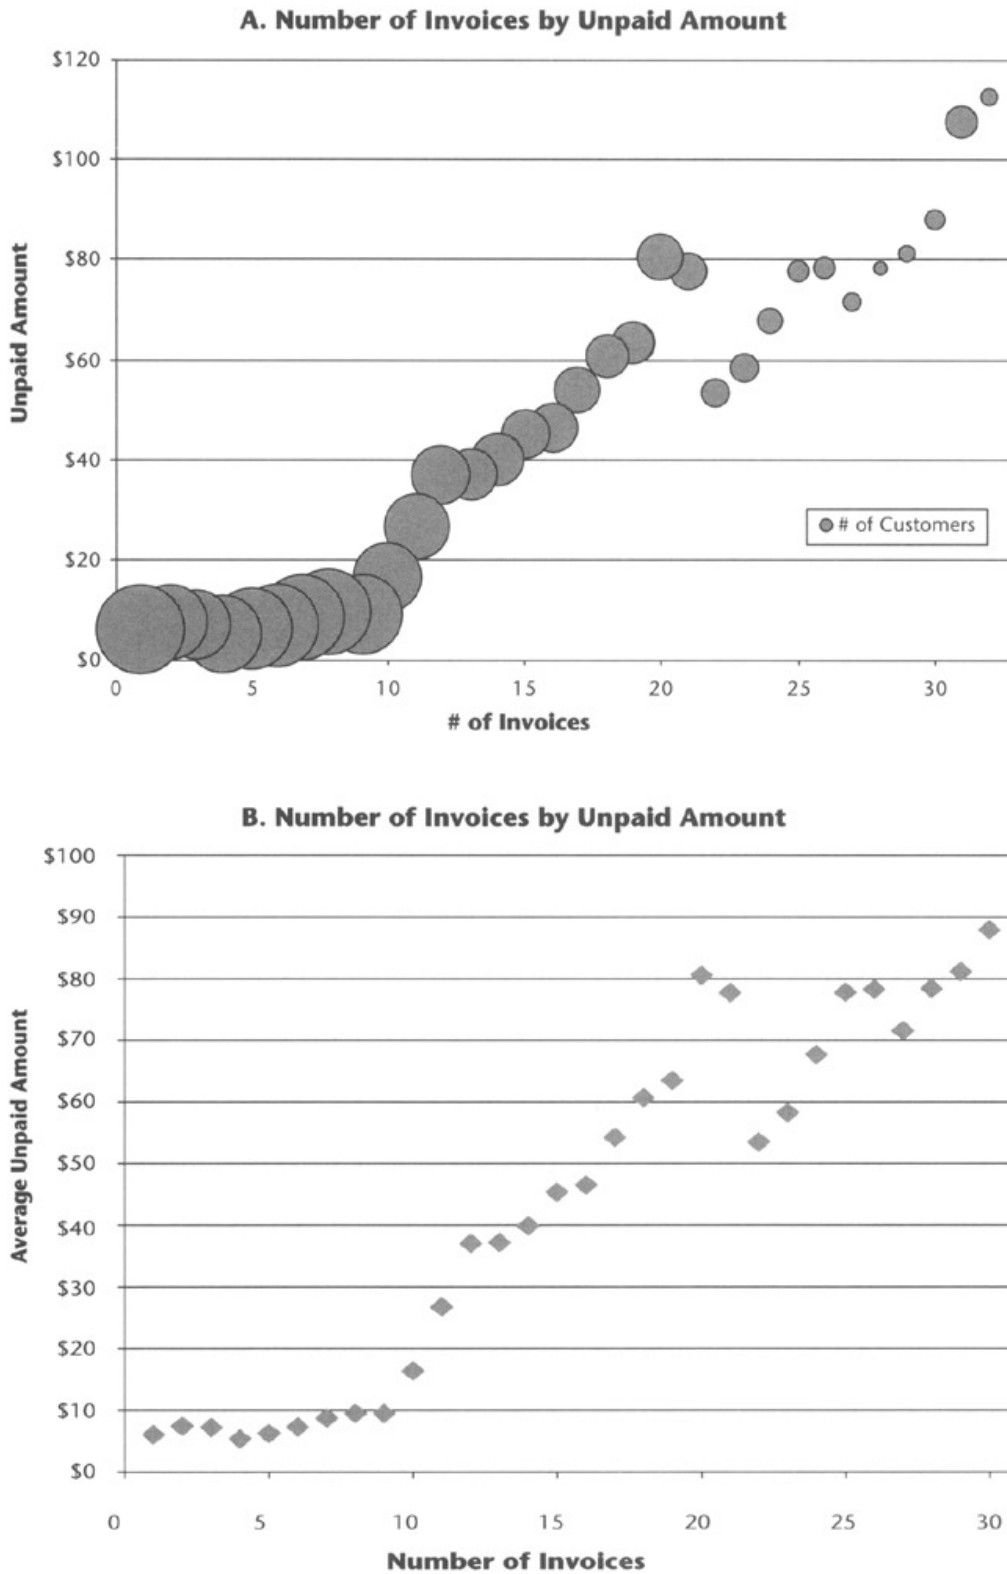 A. Number of Invoices by Unpaid Amount
$120
$100
$80
$60
$40
$20
$0
Unpaid Amount
# of Customers
0 5 10 15 20 25 30
# of Invoices
B. Number of Invoices by Unpaid Amount
$100
$90
$80
$70
$60
$50
$40
$30
$20
$10
$0
Average Unpaid Amount
0 5 10 15 20 25 30
Number of Invoices